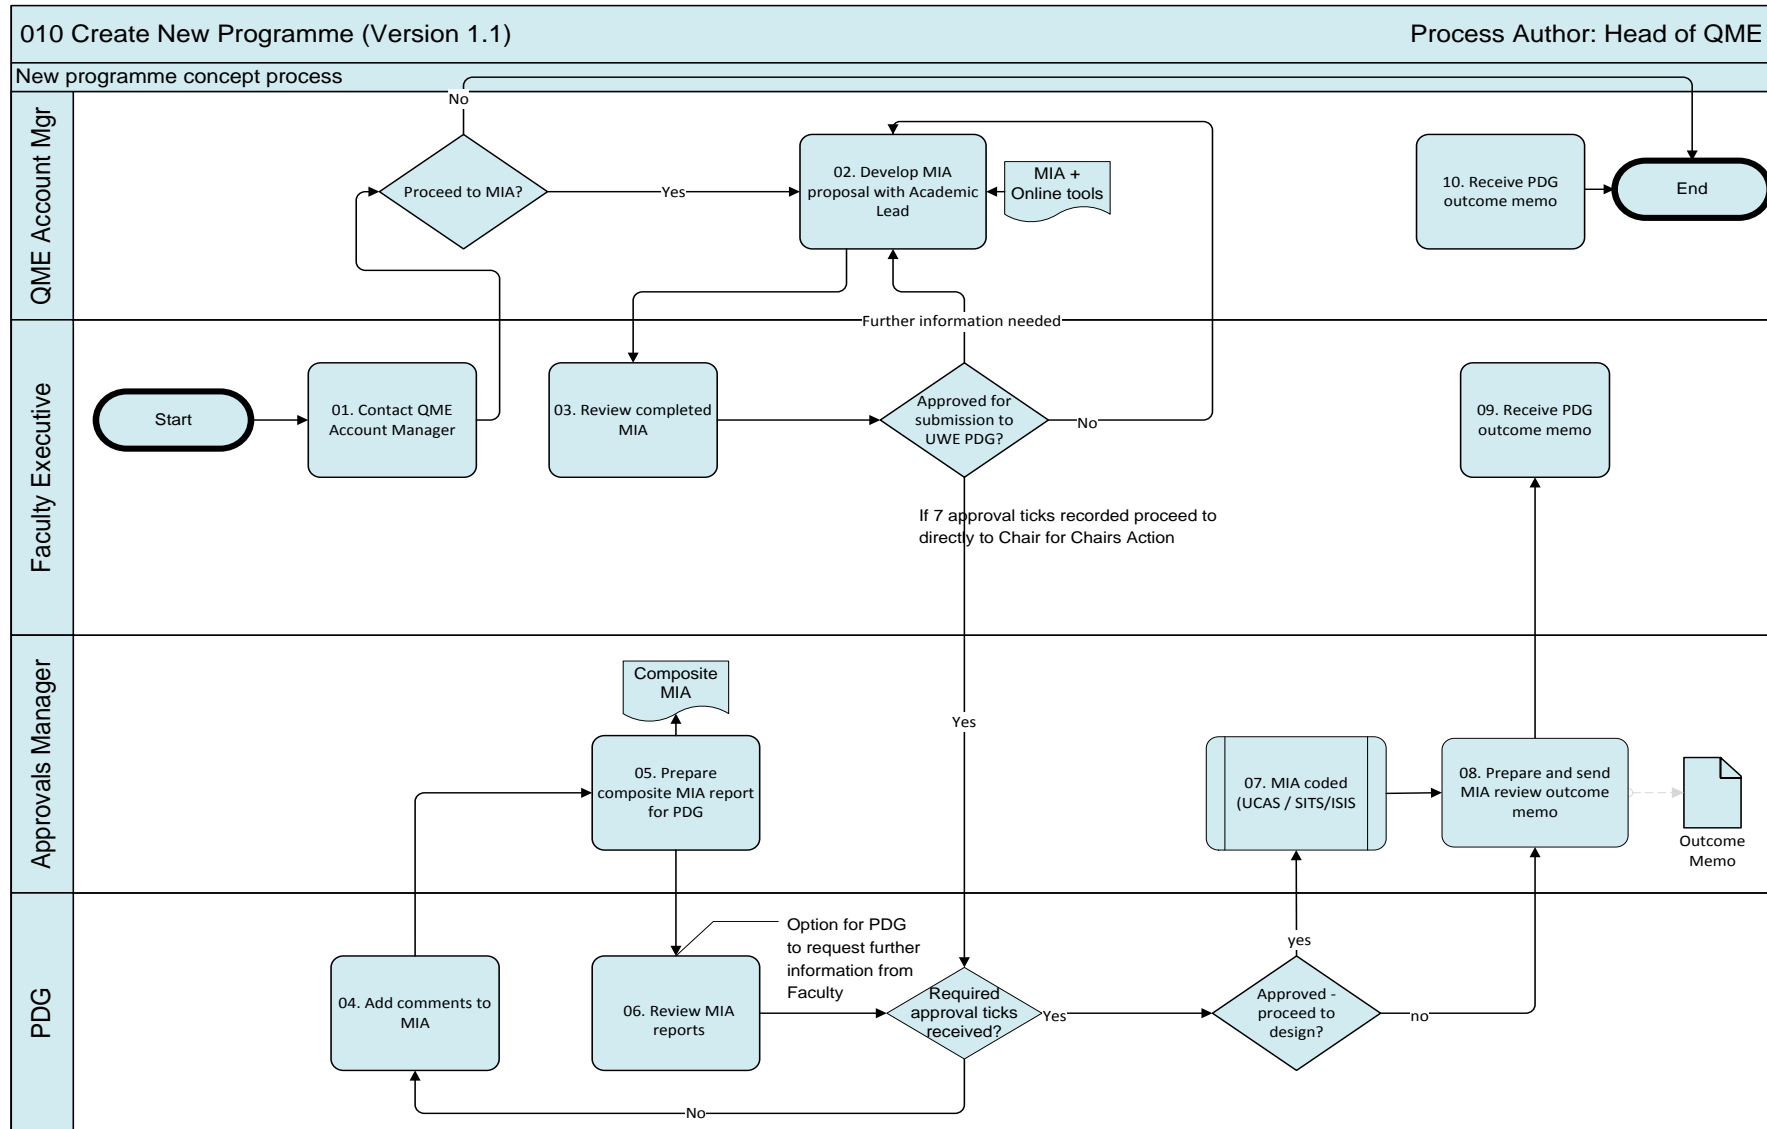 010 Create New Programme (Version 1.1)
Process Author: Head of QME
New programme concept process
QME Account Mgr
No
Proceed to MIA?
Yes
02. Develop MIA
proposal with Academic
Lead
MIA +
Online tools
10. Receive PDG
outcome memo
End
Further information needed
Faculty Executive
Start
01. Contact QME
Account Manager
03. Review completed
MIA
Approved for
submission to
UWE PDG?
No
09. Receive PDG
outcome memo
If 7 approval ticks recorded proceed to
directly to Chair for Chairs Action
Approvals Manager
Composite
MIA
Yes
05. Prepare
composite MIA report
for PDG
07. MIA coded
(UCAS / SITS/ISIS
08. Prepare and send
MIA review outcome
memo
Outcome
Memo
PDG
Option for PDG
to request further
information from
Faculty
yes
04. Add comments to
MIA
06. Review MIA
reports
Required
approval ticks
received?
Yes
Approved -
proceed to
design?
no
No